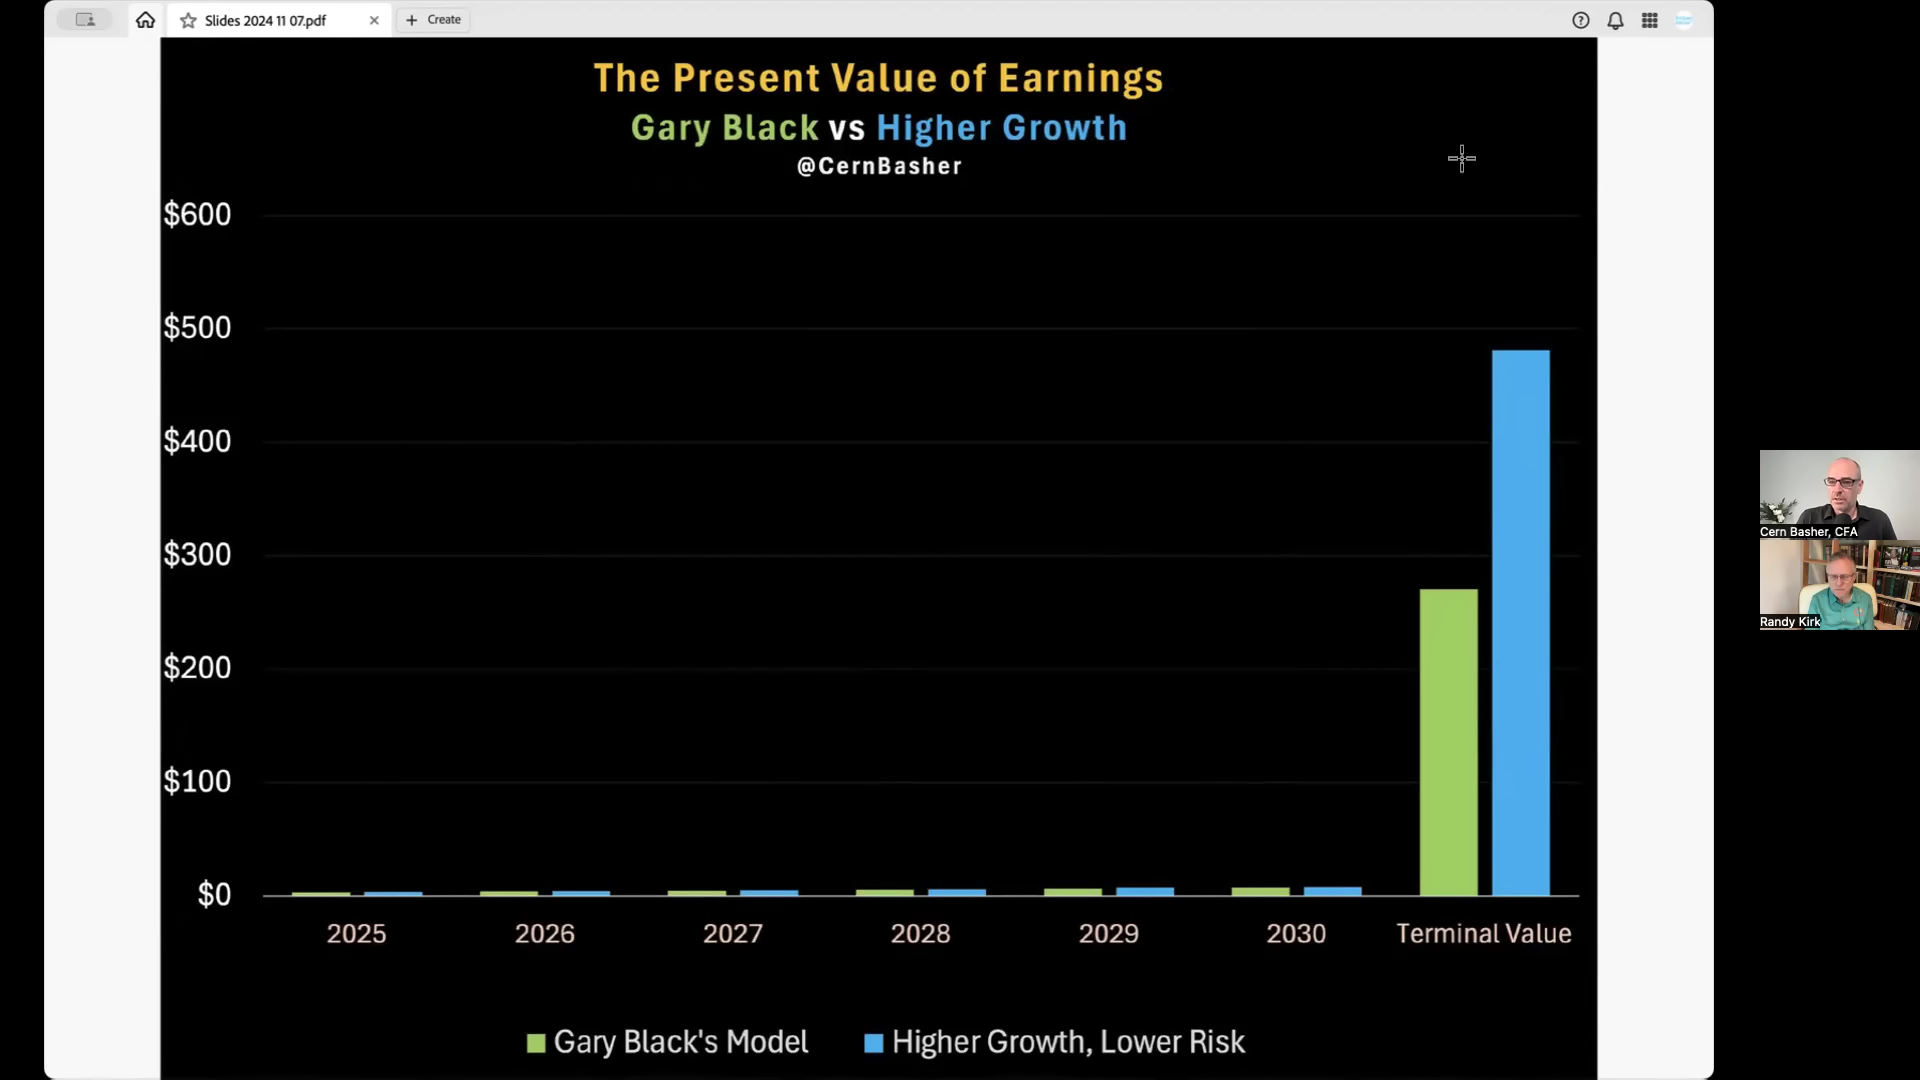 Slides 2024 11 07.pdf
Create
The Present Value of Earnings
Gary Black vs Higher Growth
@CernBasher
$600
$500
$400
$300
$200
$100
$0
2025 2026 2027 2028 2029 2030 Terminal Value
Gary Black's Model Higher Growth, Lower Risk
Cern Basher, CFA
Randy Kirk